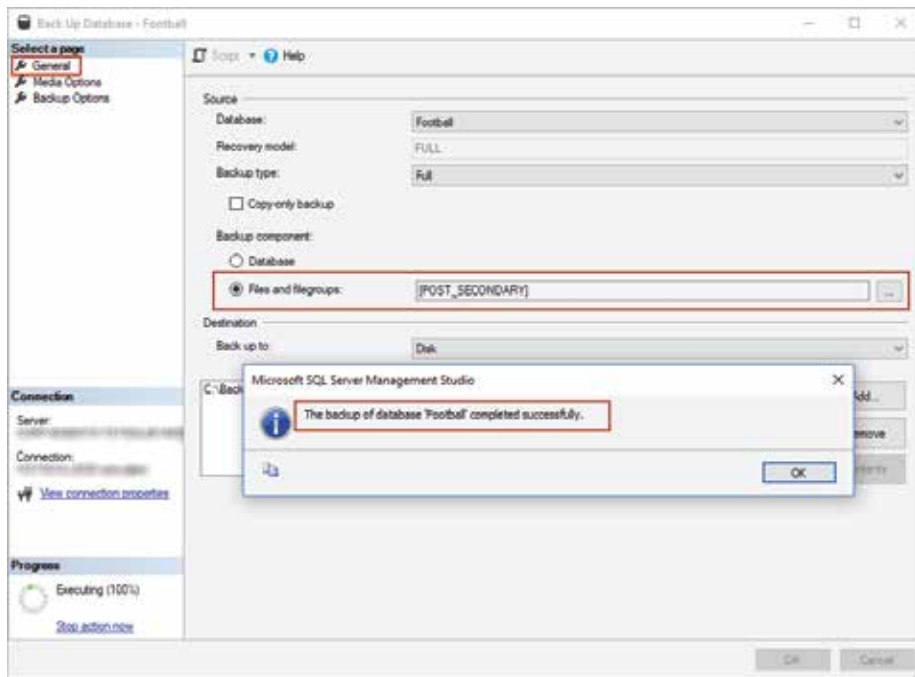 Back Up Database - Football
Select a page
General
Media Options
Backup Options
Script
Help
Source
Database:
Football
Recovery model:
FULL
Backup type:
Full
Copy-only backup
Backup component:
Database
Files and filegroups:
[POST_SECONDARY]
...
Destination
Back up to:
Disk
C:\Back
Add...
Remove
Microsoft SQL Server Management Studio
The backup of database 'Football' completed successfully.
OK
Connection
Server:
Connection:
View connection properties
Progress
Executing (100%)
Stop action now
OK
Cancel